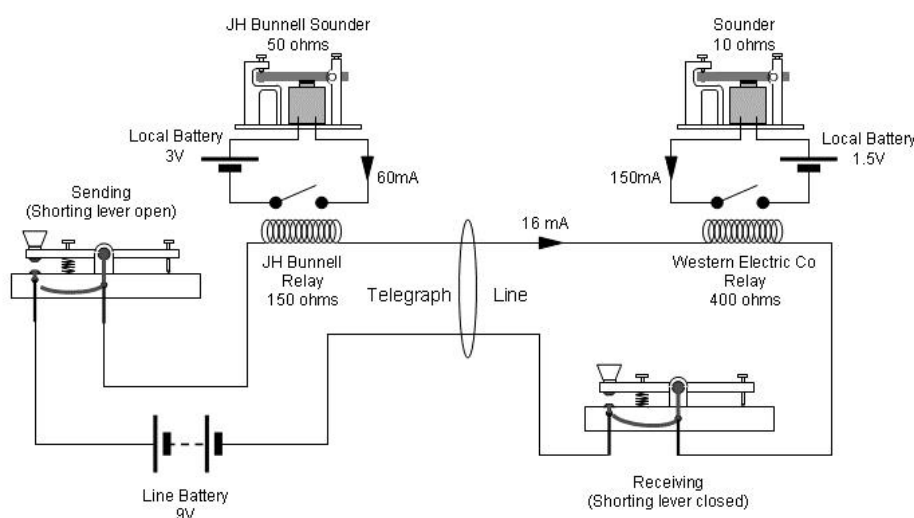 JH Bunnell Sounder
50 ohms
Sounder
10 ohms
Local Battery
3V
60mA
150mA
Local Battery
1.5V
Sending
(Shorting lever open)
16 mA
JH Bunnell
Relay
150 ohms
Telegraph
Line
Western Electric Co
Relay
400 ohms
Line Battery
9V
Receiving
(Shorting lever closed)